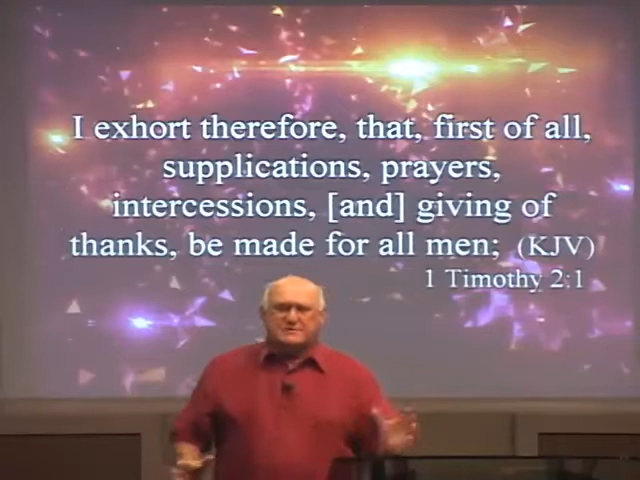 I exhort therefore, that, first of all,
supplications, prayers,
intercessions, [and] giving of
thanks, be made for all men; (KJV)
1 Timothy 2:1